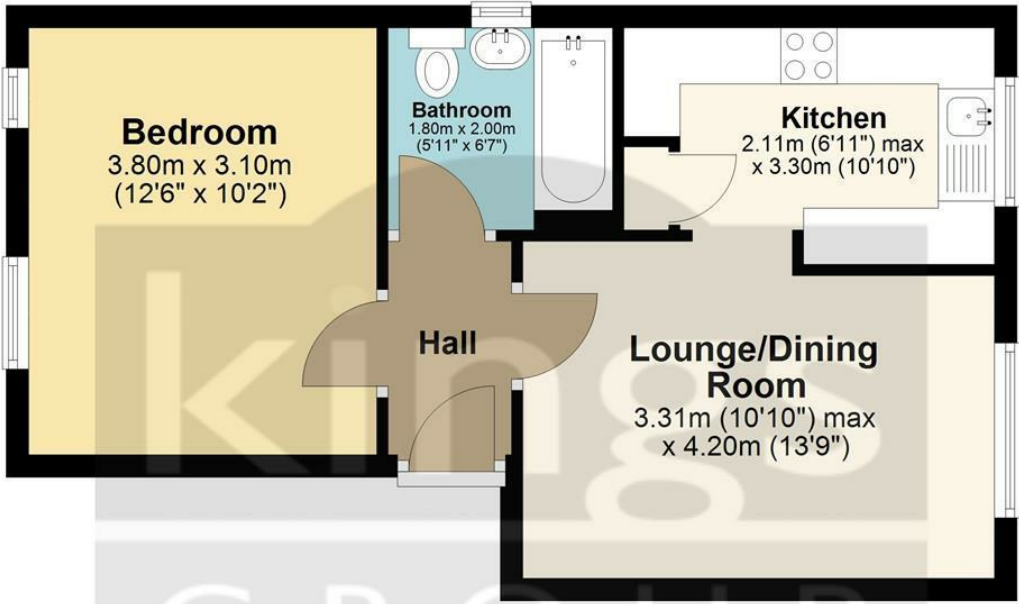 Bedroom
3.80m x 3.10m
(12'6" x 10'2")
Bathroom
1.80m x 2.00m
(5'11" x 6'7")
Kitchen
2.11m (6'11") max
x 3.30m (10'10")
Hall
Lounge/Dining
Room
3.31m (10'10") max
x 4.20m (13'9")
kings
GROUP